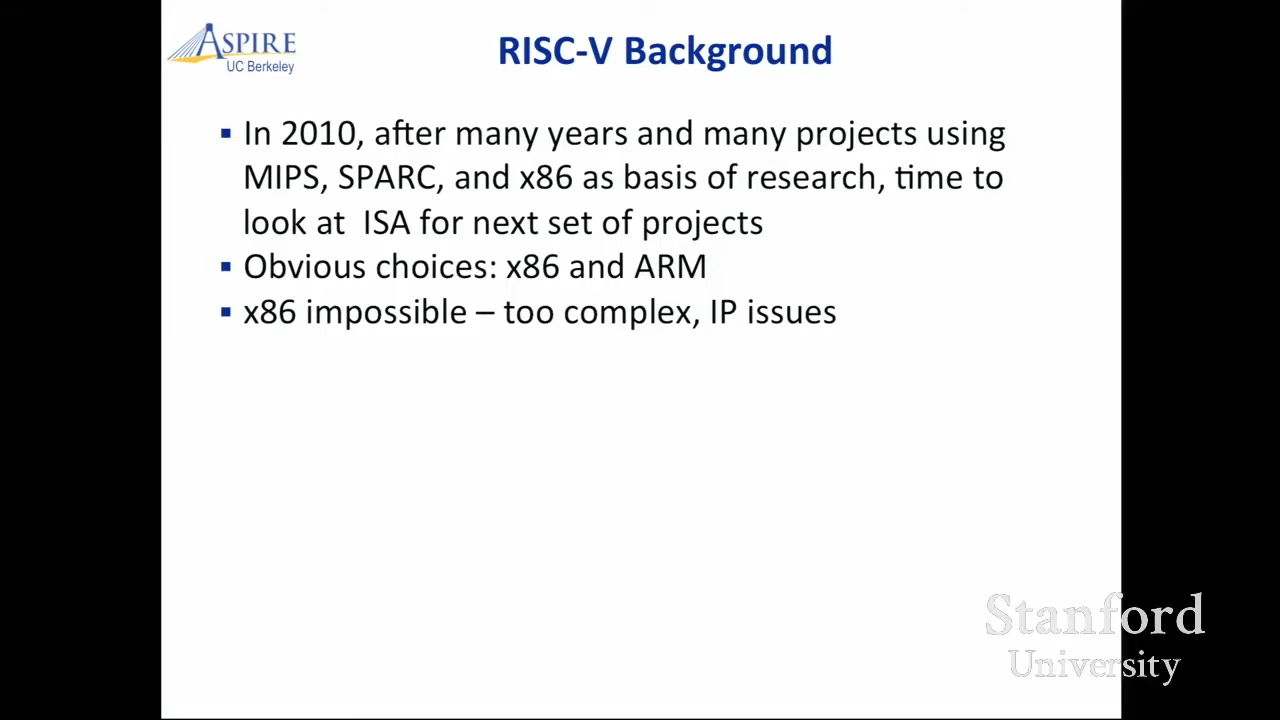 ASPIRE
UC Berkeley
RISC-V Background
▪ In 2010, after many years and many projects using
MIPS, SPARC, and x86 as basis of research, time to
look at ISA for next set of projects
▪ Obvious choices: x86 and ARM
▪ x86 impossible – too complex, IP issues
Stanford
University